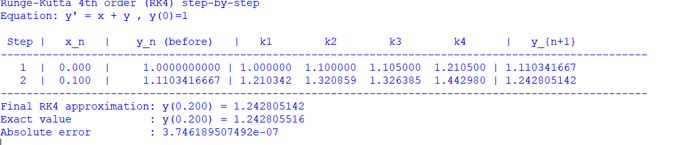 Runge-Kutta 4th order (RK4) step-by-step
Equation: y' = x + y , y(0)=1
Step | x_n | y_n (before) | k1 k2 k3 k4 | y_{n+1}
--------------------------------------------------------------------------------
1 | 0.000 | 1.0000000000 | 1.000000 1.100000 1.105000 1.210500 | 1.110341667
2 | 0.100 | 1.1103416667 | 1.210342 1.320859 1.326385 1.442980 | 1.242805142
--------------------------------------------------------------------------------
Final RK4 approximation: y(0.200) = 1.242805142
Exact value : y(0.200) = 1.242805516
Absolute error : 3.746189507492e-07